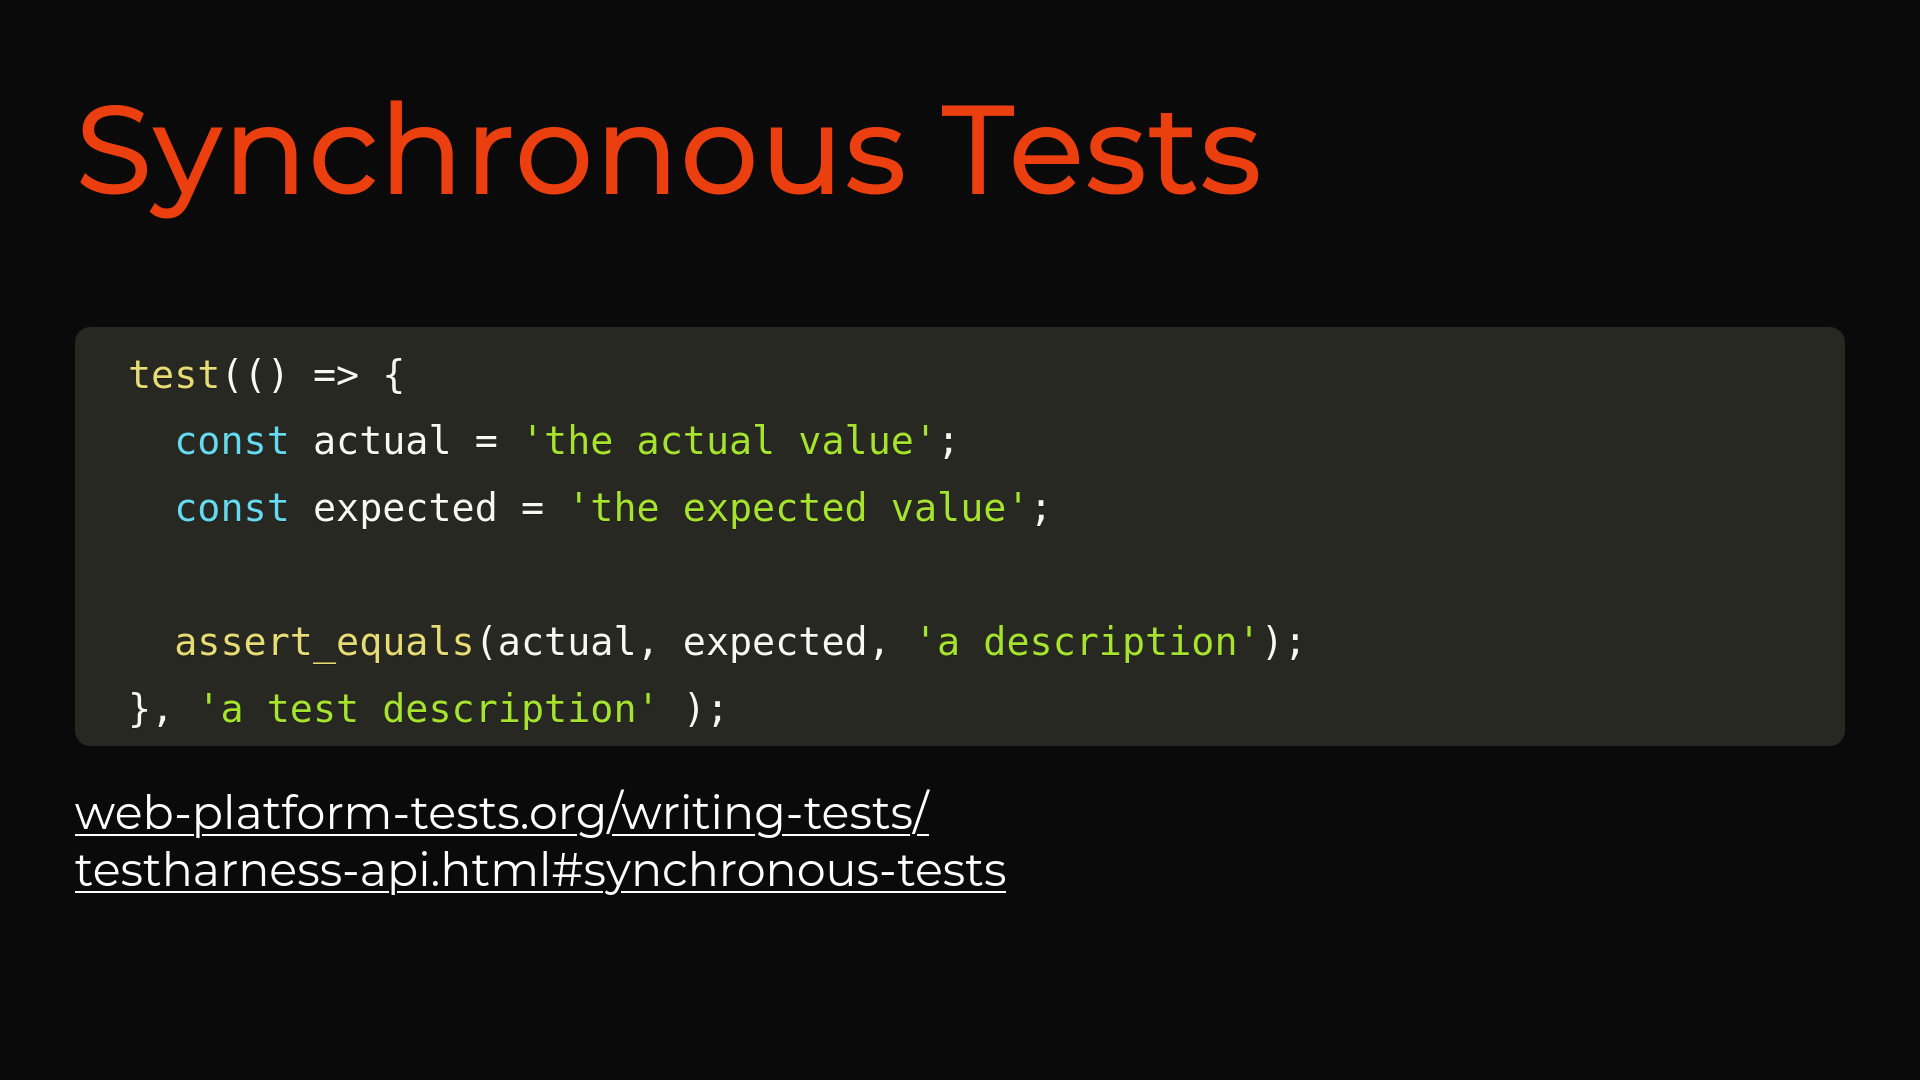 Synchronous Tests
test(() => {
  const actual = 'the actual value';
  const expected = 'the expected value';
  assert_equals(actual, expected, 'a description');
}, 'a test description' );
web-platform-tests.org/writing-tests/
testharness-api.html#synchronous-tests